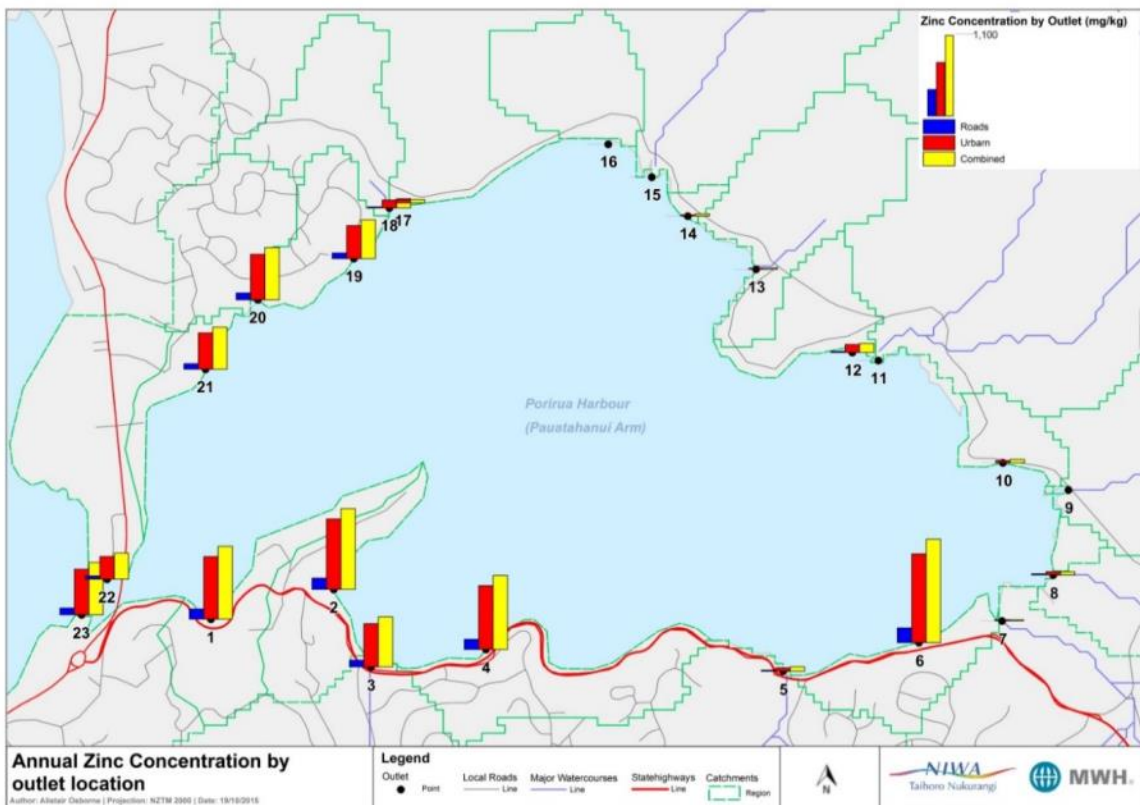 Zinc Concentration by Outlet (mg/kg)
1,100
Roads
Urbarn
Combined
16
15
18 17
14
19
13
20
12
11
21
Porirua Harbour
(Pauatahanui Arm)
10
9
22
8
23
1
2
7
4
6
3
5
Annual Zinc Concentration by
outlet location
Author: Alistair Osborne | Projection: NZTM 2000 | Date: 19/10/2015
Legend
Outlet
Point
Local Roads
Line
Major Watercourses
Line
Statehighways
Line
Catchments
Region
N
NIWA
Taihoro Nukurangi
MWH